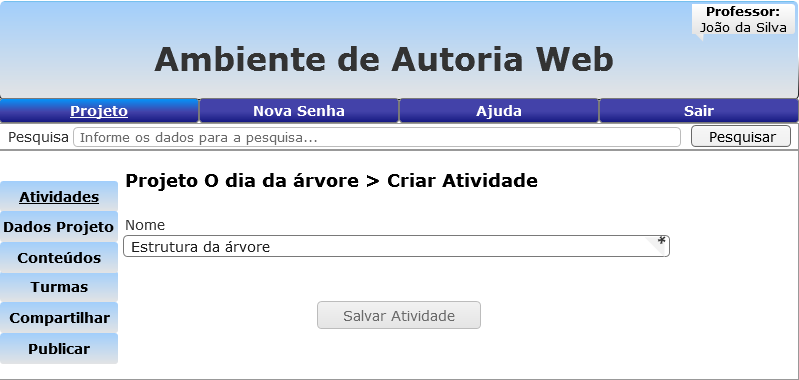 Professor:
João da Silva
Ambiente de Autoria Web
Projeto Nova Senha Ajuda Sair
Pesquisa Informe os dados para a pesquisa... Pesquisar
Projeto O dia da árvore > Criar Atividade
Atividades
Dados Projeto
Conteúdos
Turmas
Compartilhar
Publicar
Nome
Estrutura da árvore *
Salvar Atividade